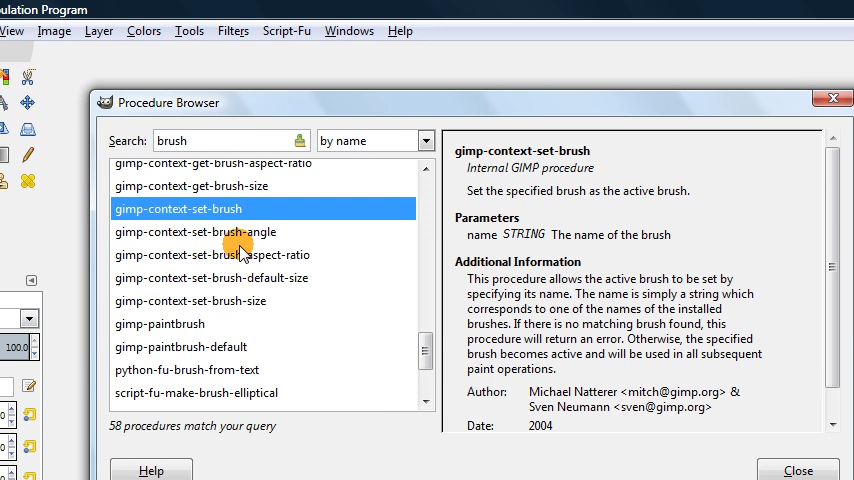 ulation Program
View Image Layer Colors Tools Filters Script-Fu Windows Help
Procedure Browser
Search: brush by name
gimp-context-get-brush-aspect-ratio
gimp-context-get-brush-size
gimp-context-set-brush
gimp-context-set-brush-angle
gimp-context-set-brush-aspect-ratio
gimp-context-set-brush-default-size
gimp-context-set-brush-size
gimp-paintbrush
gimp-paintbrush-default
python-fu-brush-from-text
script-fu-make-brush-elliptical
58 procedures match your query
Help
gimp-context-set-brush
Internal GIMP procedure
Set the specified brush as the active brush.
Parameters
name STRING The name of the brush
Additional Information
This procedure allows the active brush to be set by
specifying its name. The name is simply a string which
corresponds to one of the names of the installed
brushes. If there is no matching brush found, this
procedure will return an error. Otherwise, the specified
brush becomes active and will be used in all subsequent
paint operations.
Author: Michael Natterer <mitch@gimp.org> &
Sven Neumann <sven@gimp.org>
Date: 2004
Close
100.0